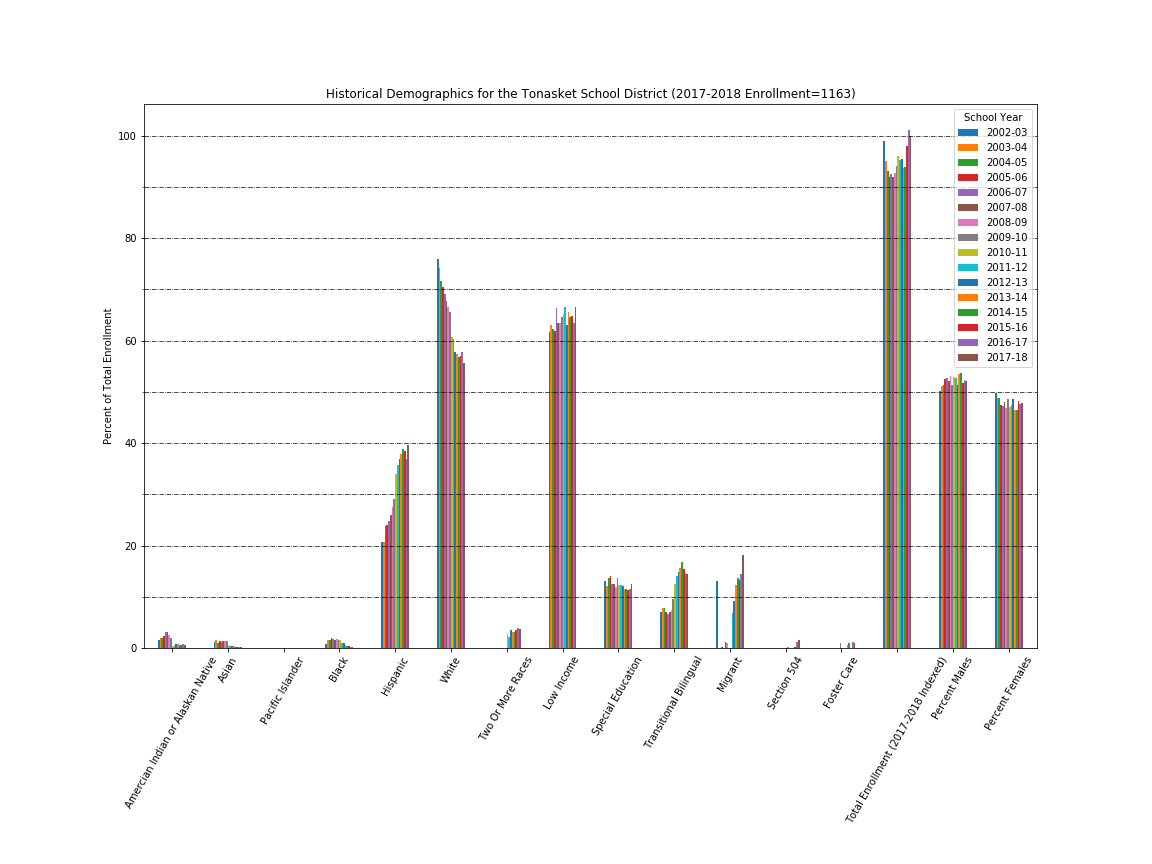 Historical Demographics for the Tonasket School District (2017-2018 Enrollment=1163)
School Year
2002-03
2003-04
2004-05
2005-06
2006-07
2007-08
2008-09
2009-10
2010-11
2011-12
2012-13
2013-14
2014-15
2015-16
2016-17
2017-18
Percent of Total Enrollment
100
80
60
40
20
0
Amercian Indian or Alaskan Native
Asian
Pacific Islander
Black
Hispanic
White
Two Or More Races
Low Income
Special Education
Transitional Bilingual
Migrant
Section 504
Foster Care
Total Enrollment (2017-2018 Indexed)
Percent Males
Percent Females